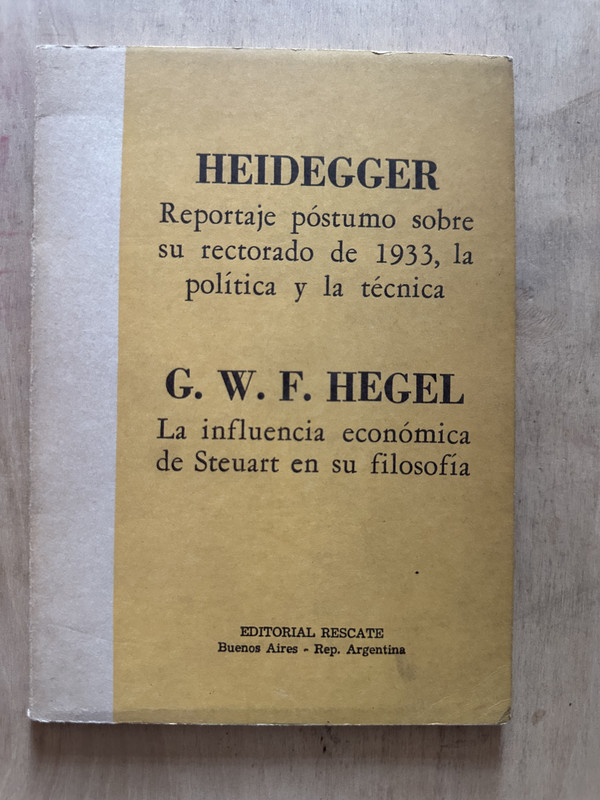 HEIDEGGER
Reportaje póstumo sobre
su rectorado de 1933, la
política y la técnica
G. W. F. HEGEL
La influencia económica
de Steuart en su filosofía
EDITORIAL RESCATE
Buenos Aires - Rep. Argentina